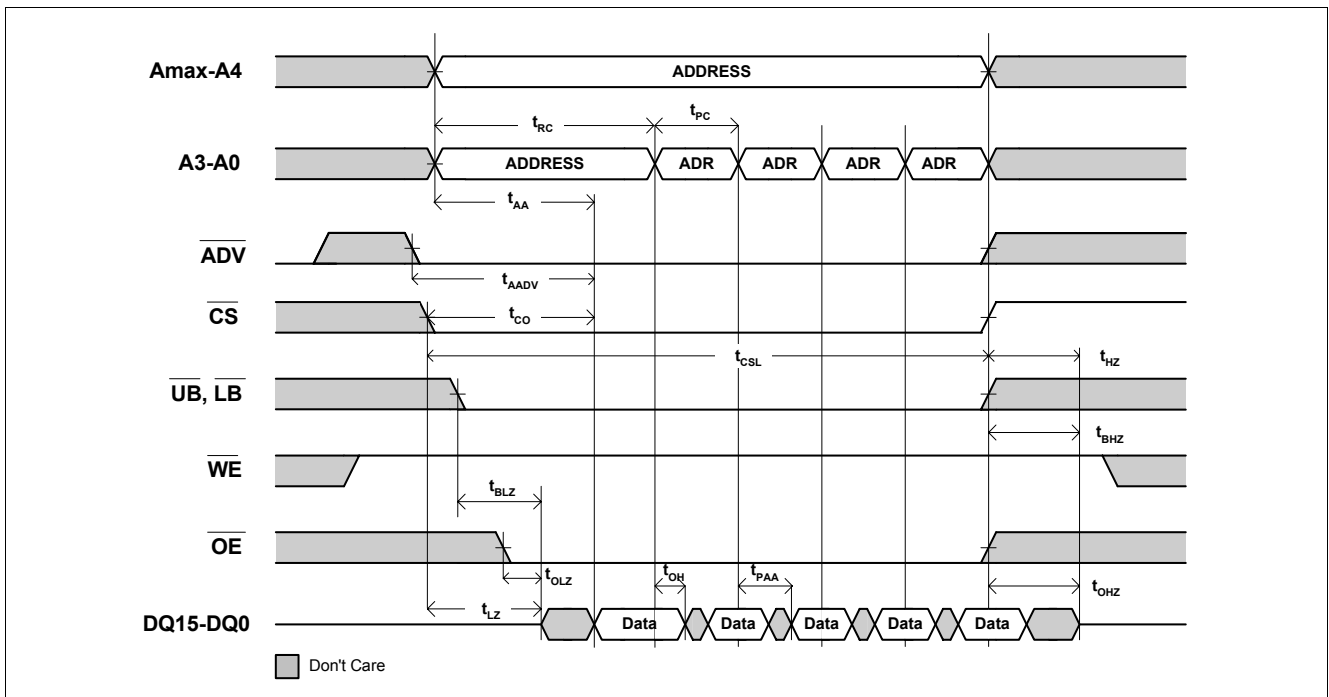 Amax-A4
ADDRESS
tRC
tPC
A3-A0
ADDRESS
ADR
ADR
ADR
ADR
tAA
ADV
tAADV
CS
tCO
tCSL
tHZ
UB, LB
tBHZ
WE
tBLZ
OE
tOLZ
tOH
tPAA
tOHZ
tLZ
DQ15-DQ0
Data
Data
Data
Data
Data
Don't Care